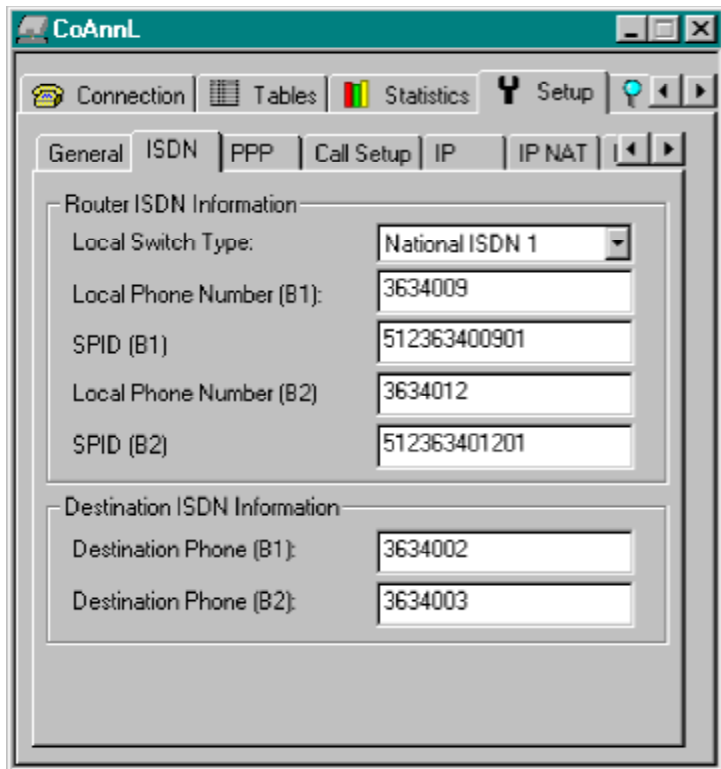 CoAnnL
Connection Tables Statistics Setup
General ISDN PPP Call Setup IP IP NAT
Router ISDN Information
Local Switch Type: National ISDN 1
Local Phone Number (B1): 3634009
SPID (B1) 512363400901
Local Phone Number (B2) 3634012
SPID (B2) 512363401201
Destination ISDN Information
Destination Phone (B1): 3634002
Destination Phone (B2): 3634003